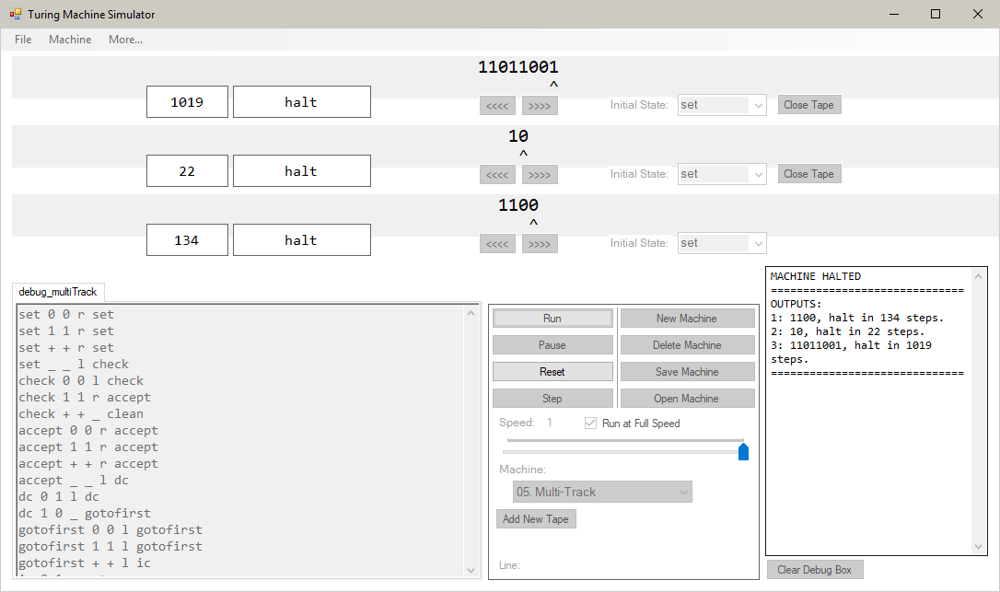 Turing Machine Simulator
File Machine More...
11011001
^
1019 halt <<<< >>>> Initial State: set Close Tape
10
^
22 halt <<<< >>>> Initial State: set Close Tape
1100
^
134 halt <<<< >>>> Initial State: set
debug_multiTrack
set 0 0 r set
set 1 1 r set
set + + r set
set _ _ l check
check 0 0 l check
check 1 1 r accept
check + + _ clean
accept 0 0 r accept
accept 1 1 r accept
accept + + r accept
accept _ _ l dc
dc 0 1 l dc
dc 1 0 _ gotofirst
gotofirst 0 0 l gotofirst
gotofirst 1 1 l gotofirst
gotofirst + + l ic
Run New Machine
Pause Delete Machine
Reset Save Machine
Step Open Machine
Speed: 1 Run at Full Speed
Machine:
05. Multi-Track
Add New Tape
Line:
MACHINE HALTED
==============================
OUTPUTS:
1: 1100, halt in 134 steps.
2: 10, halt in 22 steps.
3: 11011001, halt in 1019
steps.
==============================
Clear Debug Box